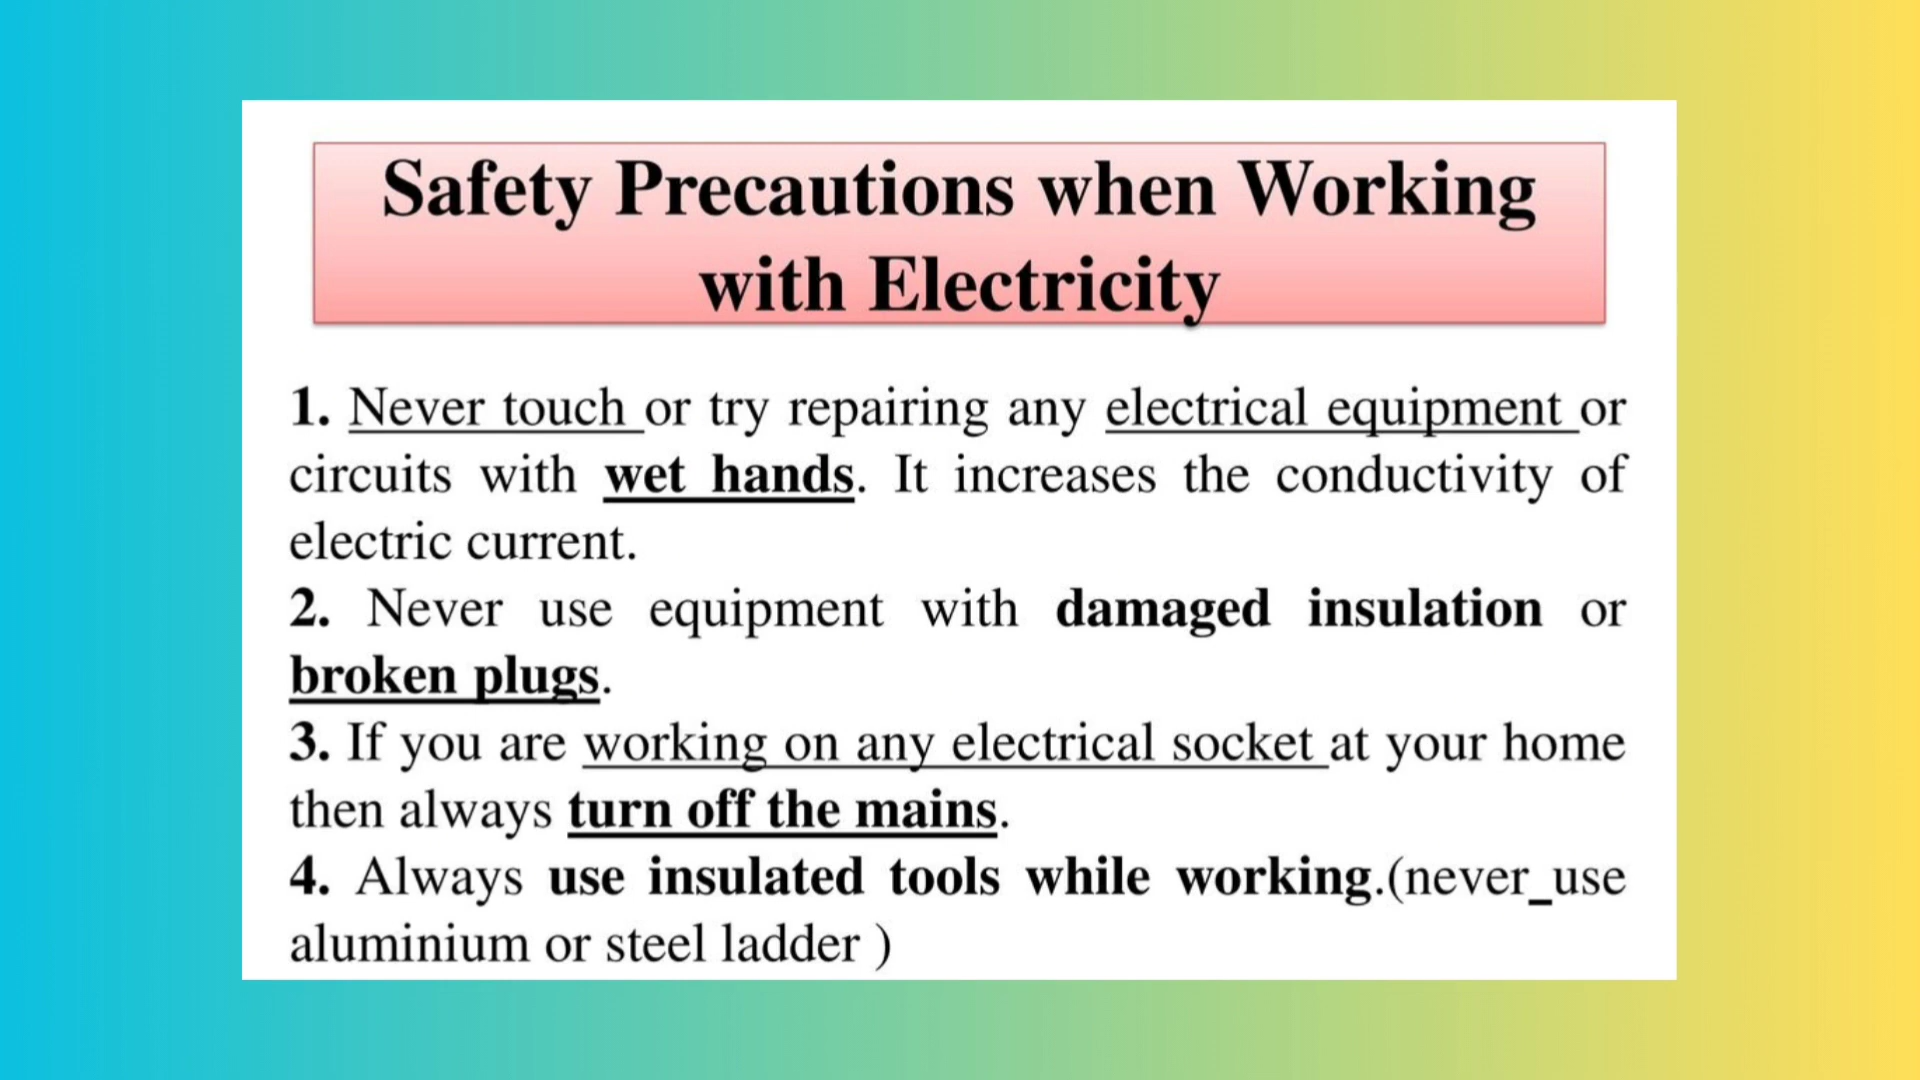 Safety Precautions when Working
with Electricity
1. Never touch or try repairing any electrical equipment or
circuits with wet hands. It increases the conductivity of
electric current.
2. Never use equipment with damaged insulation or
broken plugs.
3. If you are working on any electrical socket at your home
then always turn off the mains.
4. Always use insulated tools while working.(never_use
aluminium or steel ladder )